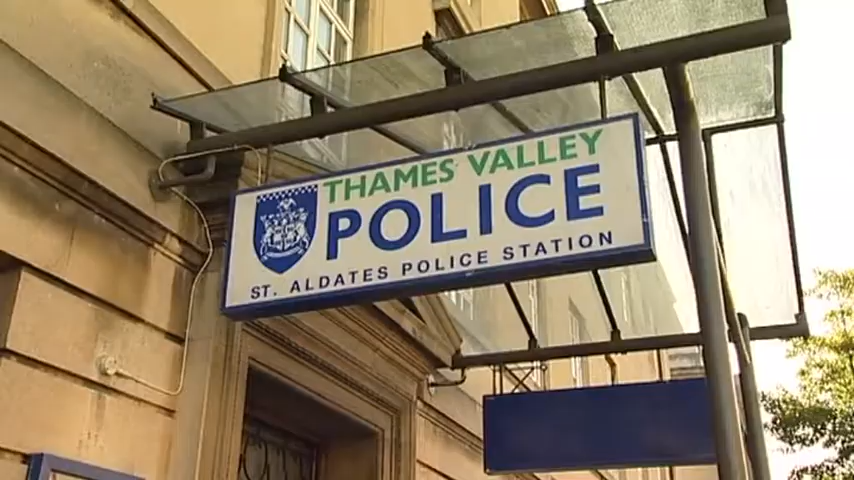 THAMES VALLEY
POLICE
ST. ALDATES POLICE STATION